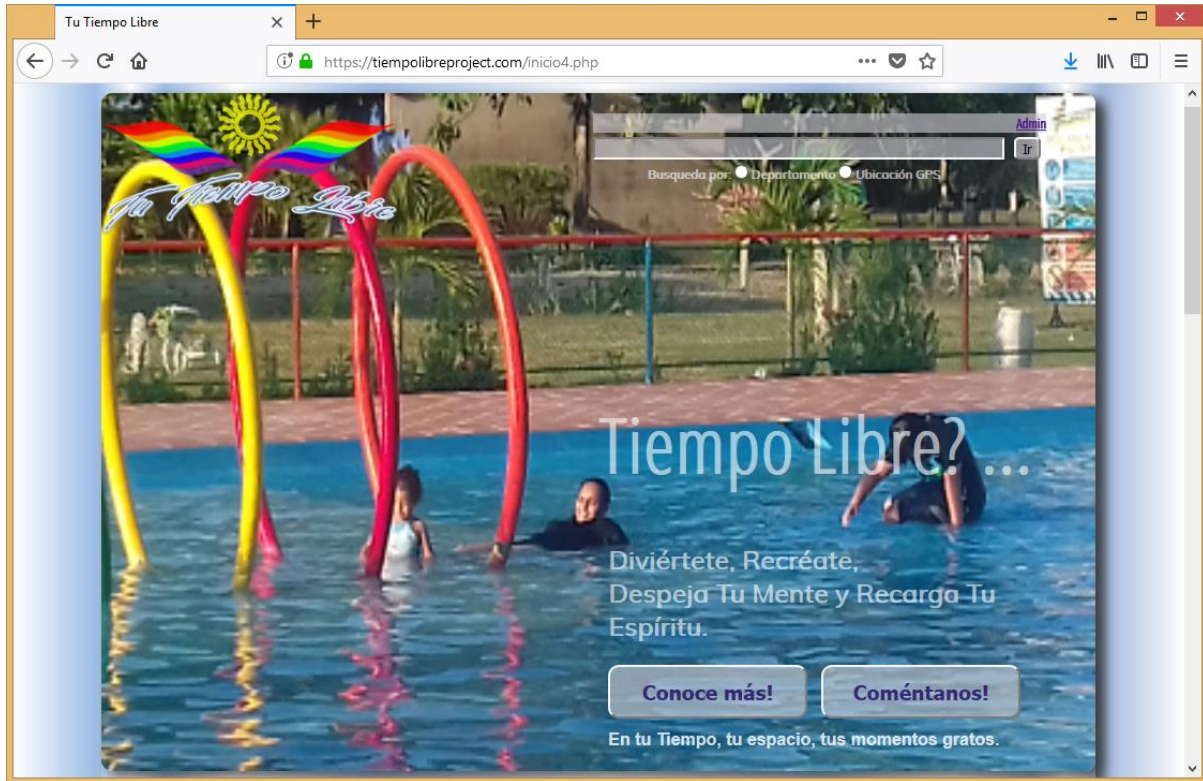 Tu Tiempo Libre
https://tiempolibreproject.com/inicio4.php
Tu Tiempo Libre
Admin
Ir
Busqueda por: Departamento Ubicación GPS
Tiempo Libre? ...
Diviértete, Recréate,
Despeja Tu Mente y Recarga Tu
Espíritu.
Conoce más! Coméntanos!
En tu Tiempo, tu espacio, tus momentos gratos.